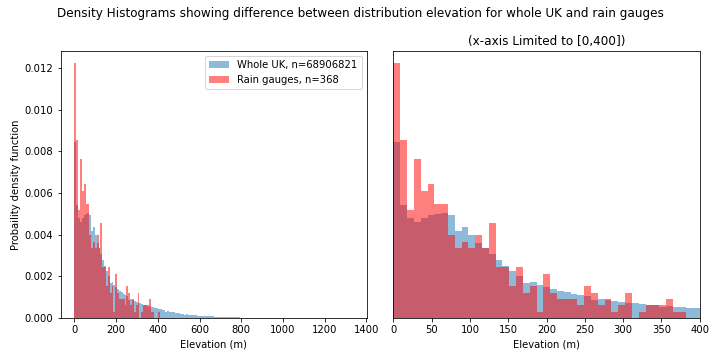 Density Histograms showing difference between distribution elevation for whole UK and rain gauges
(x-axis Limited to [0,400])
Whole UK, n=68906821
Rain gauges, n=368
Probaility density function
0.012
0.010
0.008
0.006
0.004
0.002
0.000
0 200 400 600 800 1000 1200 1400
0 50 100 150 200 250 300 350 400
Elevation (m)
Elevation (m)